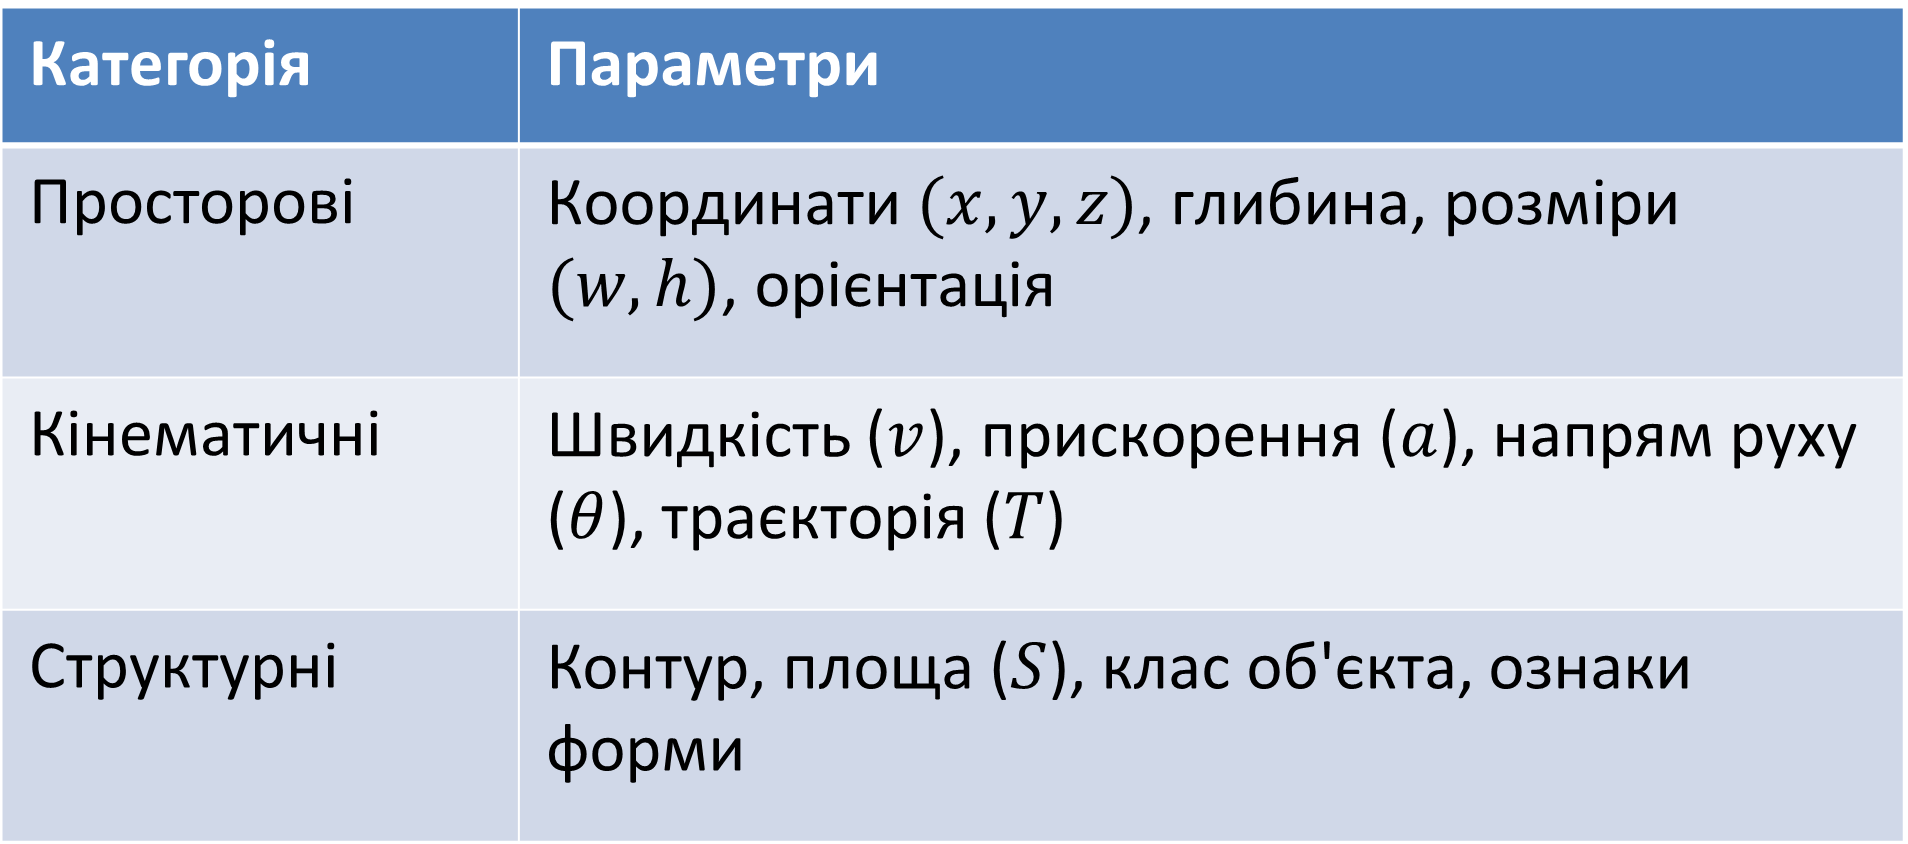 Категорія
Параметри
Просторові
Координати (x, y, z), глибина, розміри
(w, h), орієнтація
Кінематичні
Швидкість (v), прискорення (a), напрям руху
(θ), траєкторія (T)
Структурні
Контур, площа (S), клас об'єкта, ознаки
форми